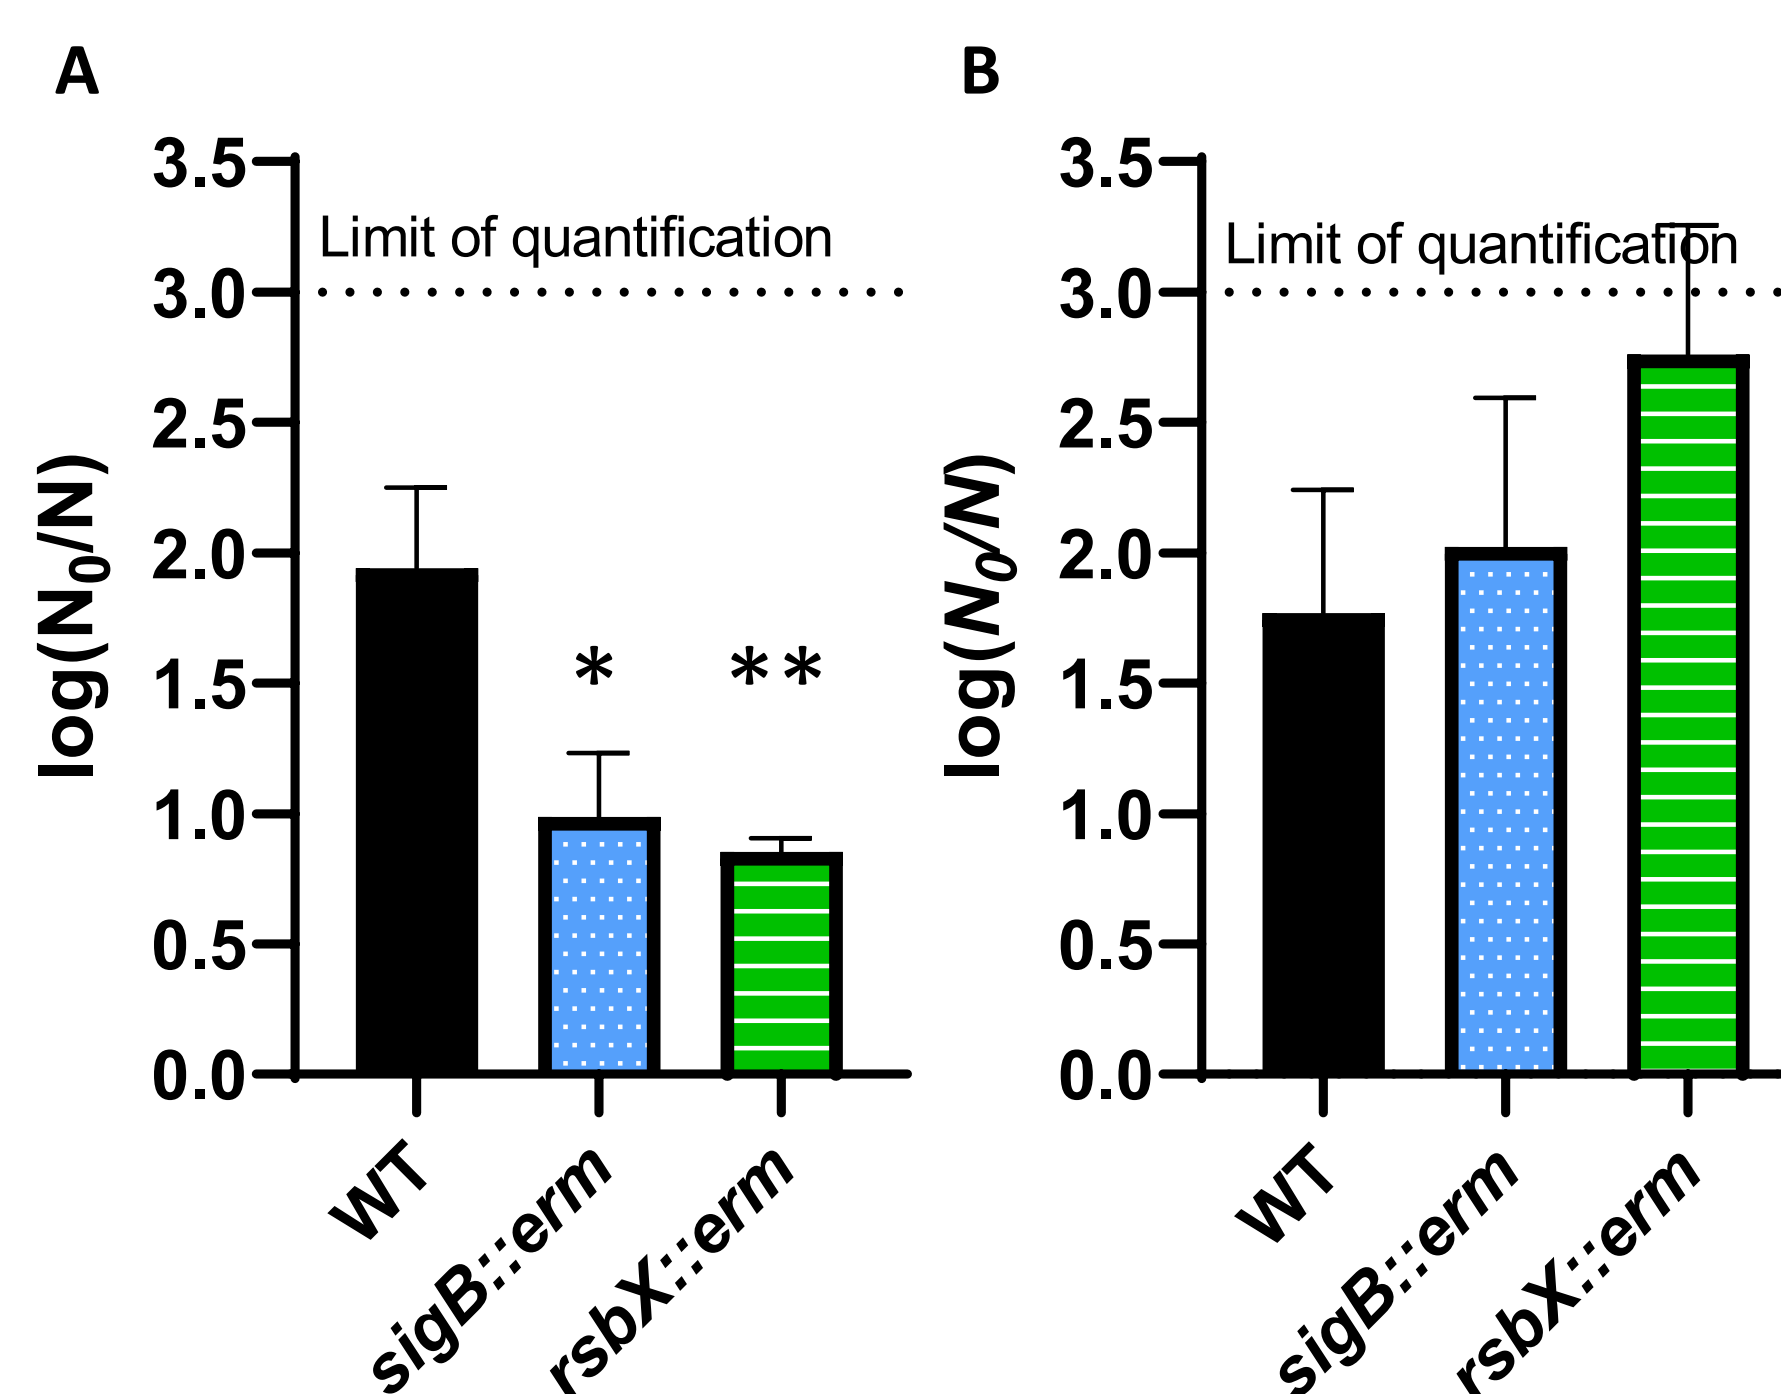 A
3.5
Limit of quantification
3.0
2.5
2.0
1.5
1.0
0.5
0.0
log(N₀/N)
*
**
WT
sigB::erm
rsbX::erm
B
3.5
Limit of quantification
3.0
2.5
2.0
1.5
1.0
0.5
0.0
log(N₀/N)
WT
sigB::erm
rsbX::erm